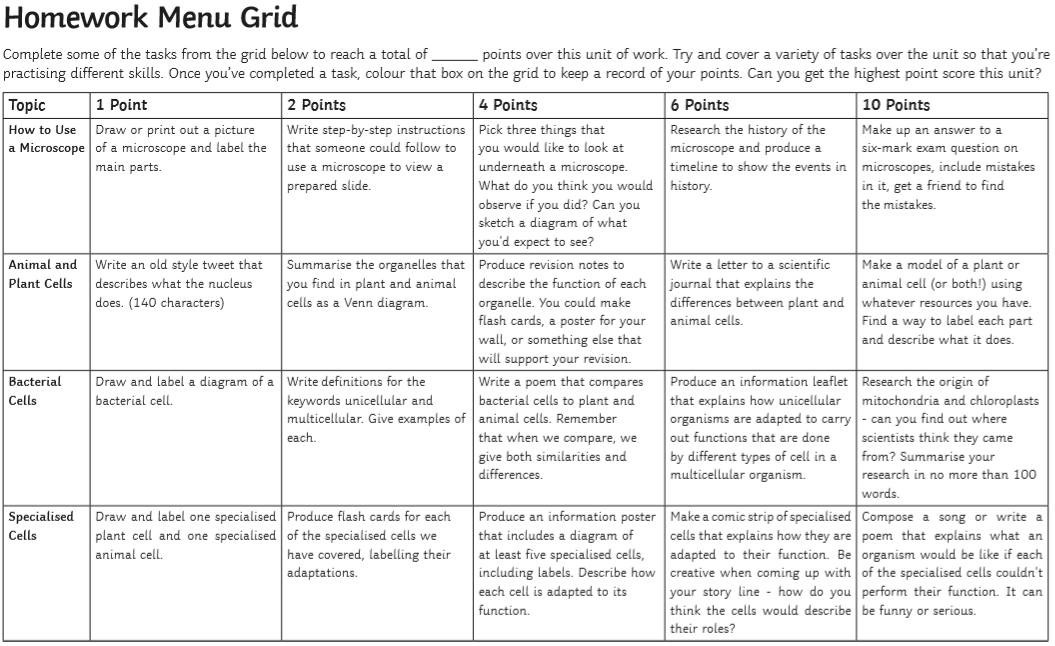 Homework Menu Grid
Complete some of the tasks from the grid below to reach a total of ______ points over this unit of work. Try and cover a variety of tasks over the unit so that you're
practising different skills. Once you've completed a task, colour that box on the grid to keep a record of your points. Can you get the highest point score this unit?
Topic
1 Point
2 Points
4 Points
6 Points
10 Points
How to Use
a Microscope
Draw or print out a picture
of a microscope and label the
main parts.
Write step-by-step instructions
that someone could follow to
use a microscope to view a
prepared slide.
Pick three things that
you would like to look at
underneath a microscope.
What do you think you would
observe if you did? Can you
sketch a diagram of what
you'd expect to see?
Research the history of the
microscope and produce a
timeline to show the events in
history.
Make up an answer to a
six-mark exam question on
microscopes, include mistakes
in it, get a friend to find
the mistakes.
Animal and
Plant Cells
Write an old style tweet that
describes what the nucleus
does. (140 characters)
Summarise the organelles that
you find in plant and animal
cells as a Venn diagram.
Produce revision notes to
describe the function of each
organelle. You could make
flash cards, a poster for your
wall, or something else that
will support your revision.
Write a letter to a scientific
journal that explains the
differences between plant and
animal cells.
Make a model of a plant or
animal cell (or both!) using
whatever resources you have.
Find a way to label each part
and describe what it does.
Bacterial
Cells
Draw and label a diagram of a
bacterial cell.
Write definitions for the
keywords unicellular and
multicellular. Give examples of
each.
Write a poem that compares
bacterial cells to plant and
animal cells. Remember
that when we compare, we
give both similarities and
differences.
Produce an information leaflet
that explains how unicellular
organisms are adapted to carry
out functions that are done
by different types of cell in a
multicellular organism.
Research the origin of
mitochondria and chloroplasts
- can you find out where
scientists think they came
from? Summarise your
research in no more than 100
words.
Specialised
Cells
Draw and label one specialised
plant cell and one specialised
animal cell.
Produce flash cards for each
of the specialised cells we
have covered, labelling their
adaptations.
Produce an information poster
that includes a diagram of
at least five specialised cells,
including labels. Describe how
each cell is adapted to its
function.
Make a comic strip of specialised
cells that explains how they are
adapted to their function. Be
creative when coming up with
your story line - how do you
think the cells would describe
their roles?
Compose a song or write a
poem that explains what an
organism would be like if each
of the specialised cells couldn't
perform their function. It can
be funny or serious.